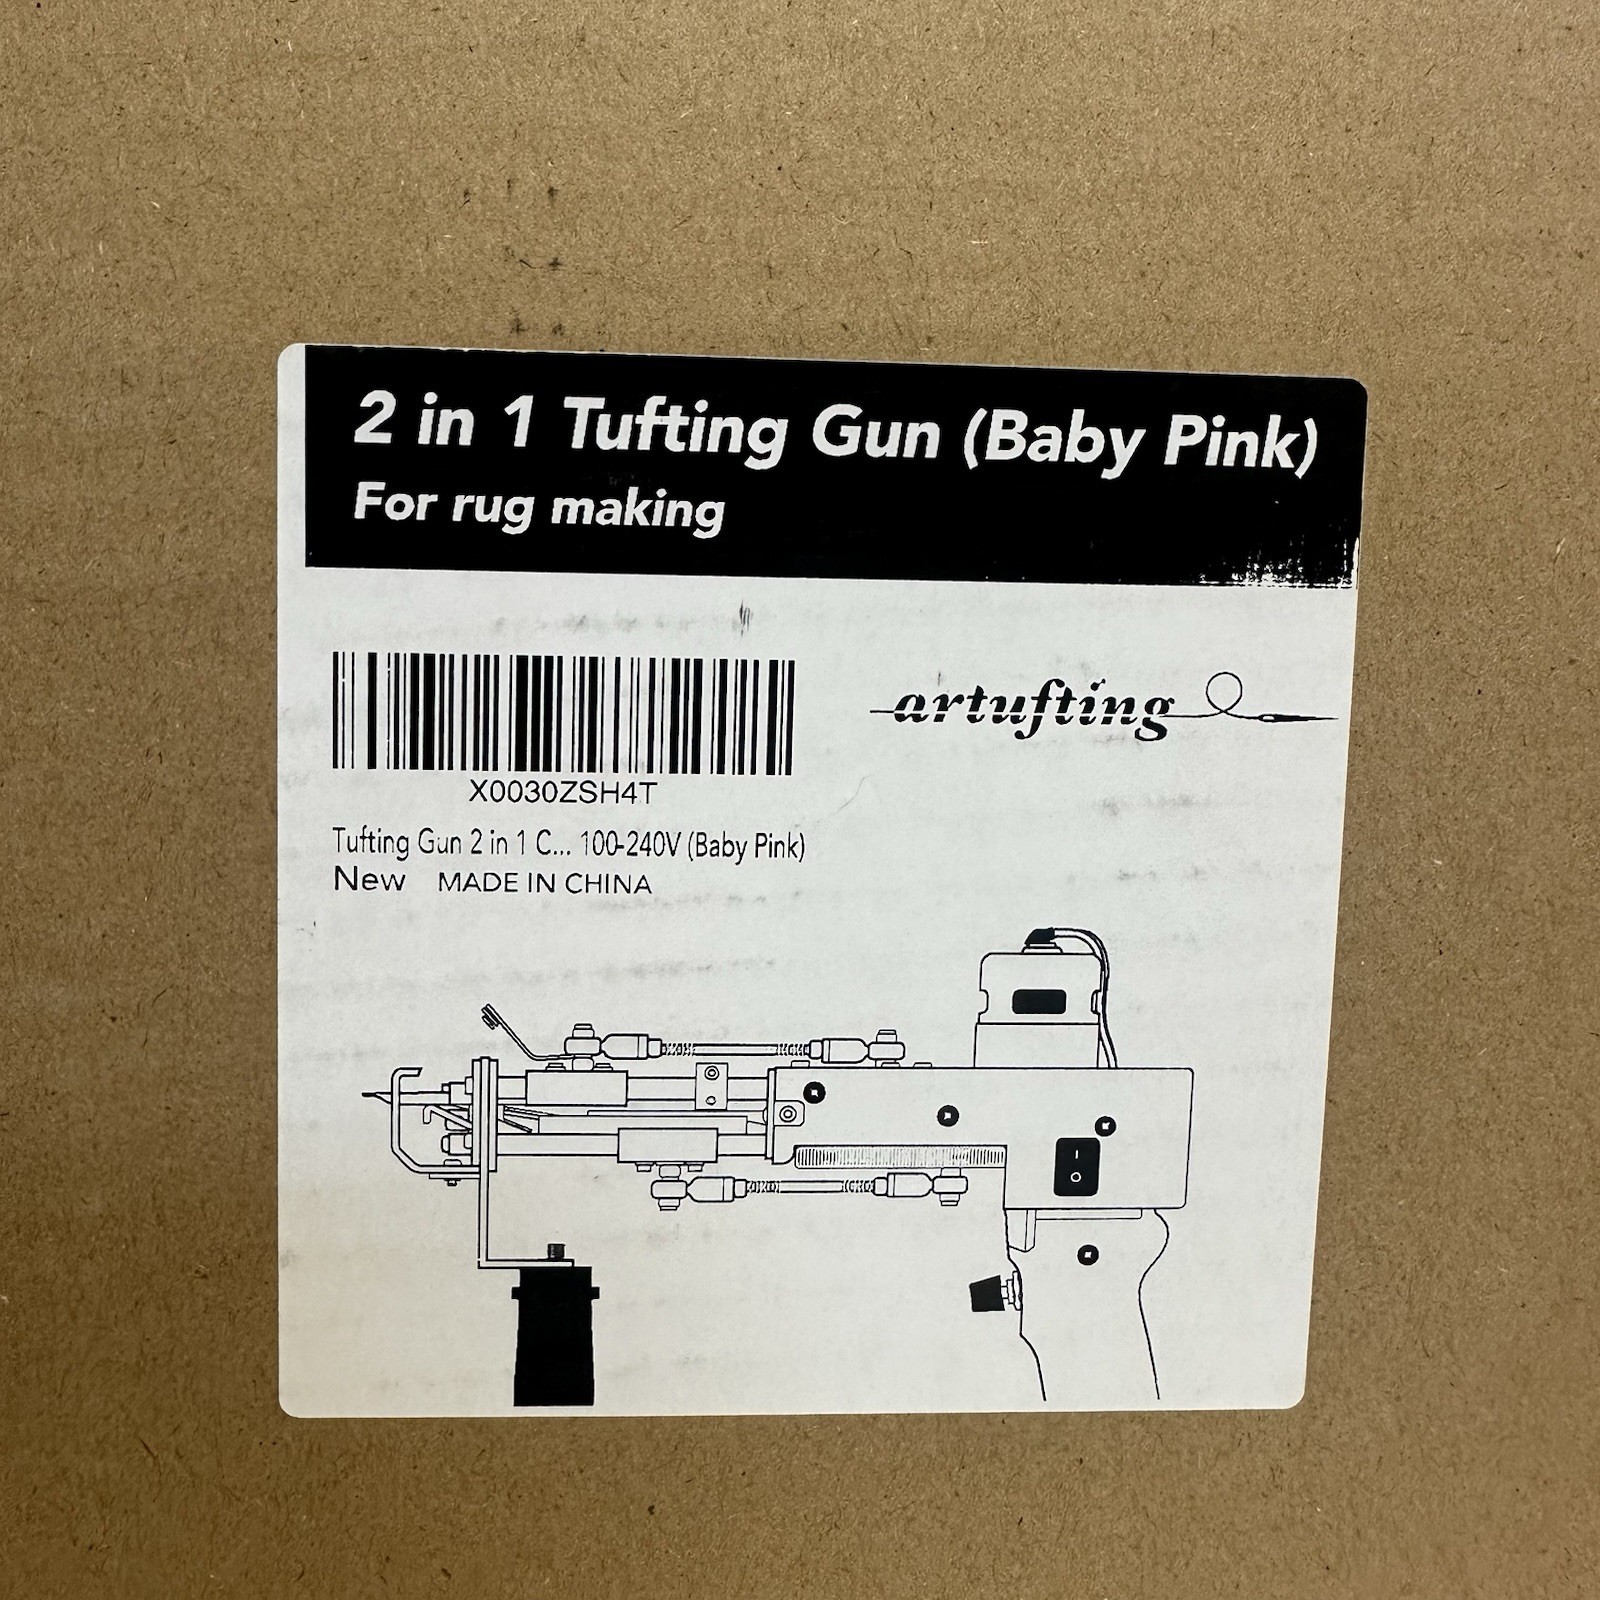 2 in 1 Tufting Gun (Baby Pink)
For rug making
artufting
X0030ZSH4T
Tufting Gun 2 in 1 C... 100-240V (Baby Pink)
New MADE IN CHINA